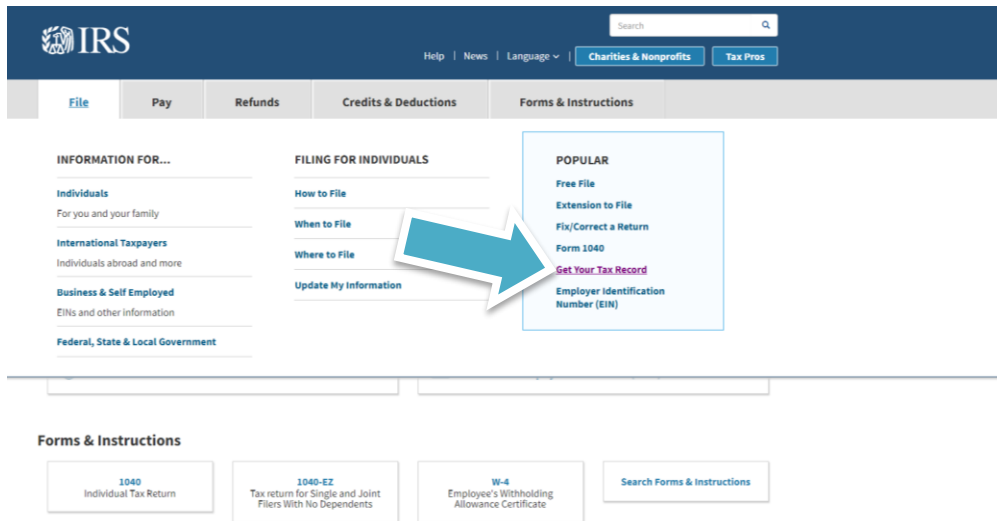 IRS
Search
Help | News | Language | Charities & Nonprofits Tax Pros
File Pay Refunds Credits & Deductions Forms & Instructions
INFORMATION FOR...
Individuals
For you and your family
International Taxpayers
Individuals abroad and more
Business & Self Employed
EINs and other information
Federal, State & Local Government
FILING FOR INDIVIDUALS
How to File
When to File
Where to File
Update My Information
POPULAR
Free File
Extension to File
Fix/Correct a Return
Form 1040
Get Your Tax Record
Employer Identification
Number (EIN)
Forms & Instructions
1040
Individual Tax Return
1040-EZ
Tax return for Single and Joint
Filers With No Dependents
W-4
Employee's Withholding
Allowance Certificate
Search Forms & Instructions